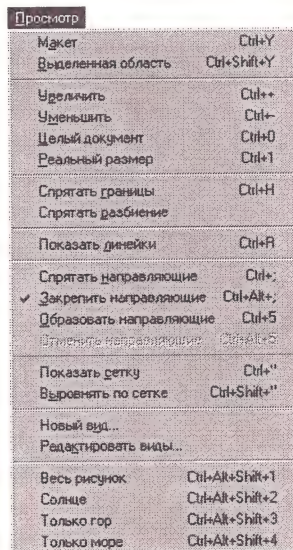 Просмотр
Макет Ctrl+Y
Выделенная область Ctrl+Shift+Y
Увеличить Ctrl++
Уменьшить Ctrl+-
Целый документ Ctrl+0
Реальный размер Ctrl+1
Спрятать границы Ctrl+H
Спрятать разбиение
Показать линейки Ctrl+R
Спрятать направляющие Ctrl+;
✓ Закрепить направляющие Ctrl+Alt+;
Образовать направляющие Ctrl+5
Отменить направляющие Ctrl+Alt+5
Показать сетку Ctrl+"
Выровнять по сетке Ctrl+Shift+"
Новый вид...
Редактировать виды...
Весь рисунок Ctrl+Alt+Shift+1
Солнце Ctrl+Alt+Shift+2
Только гор Ctrl+Alt+Shift+3
Только море Ctrl+Alt+Shift+4